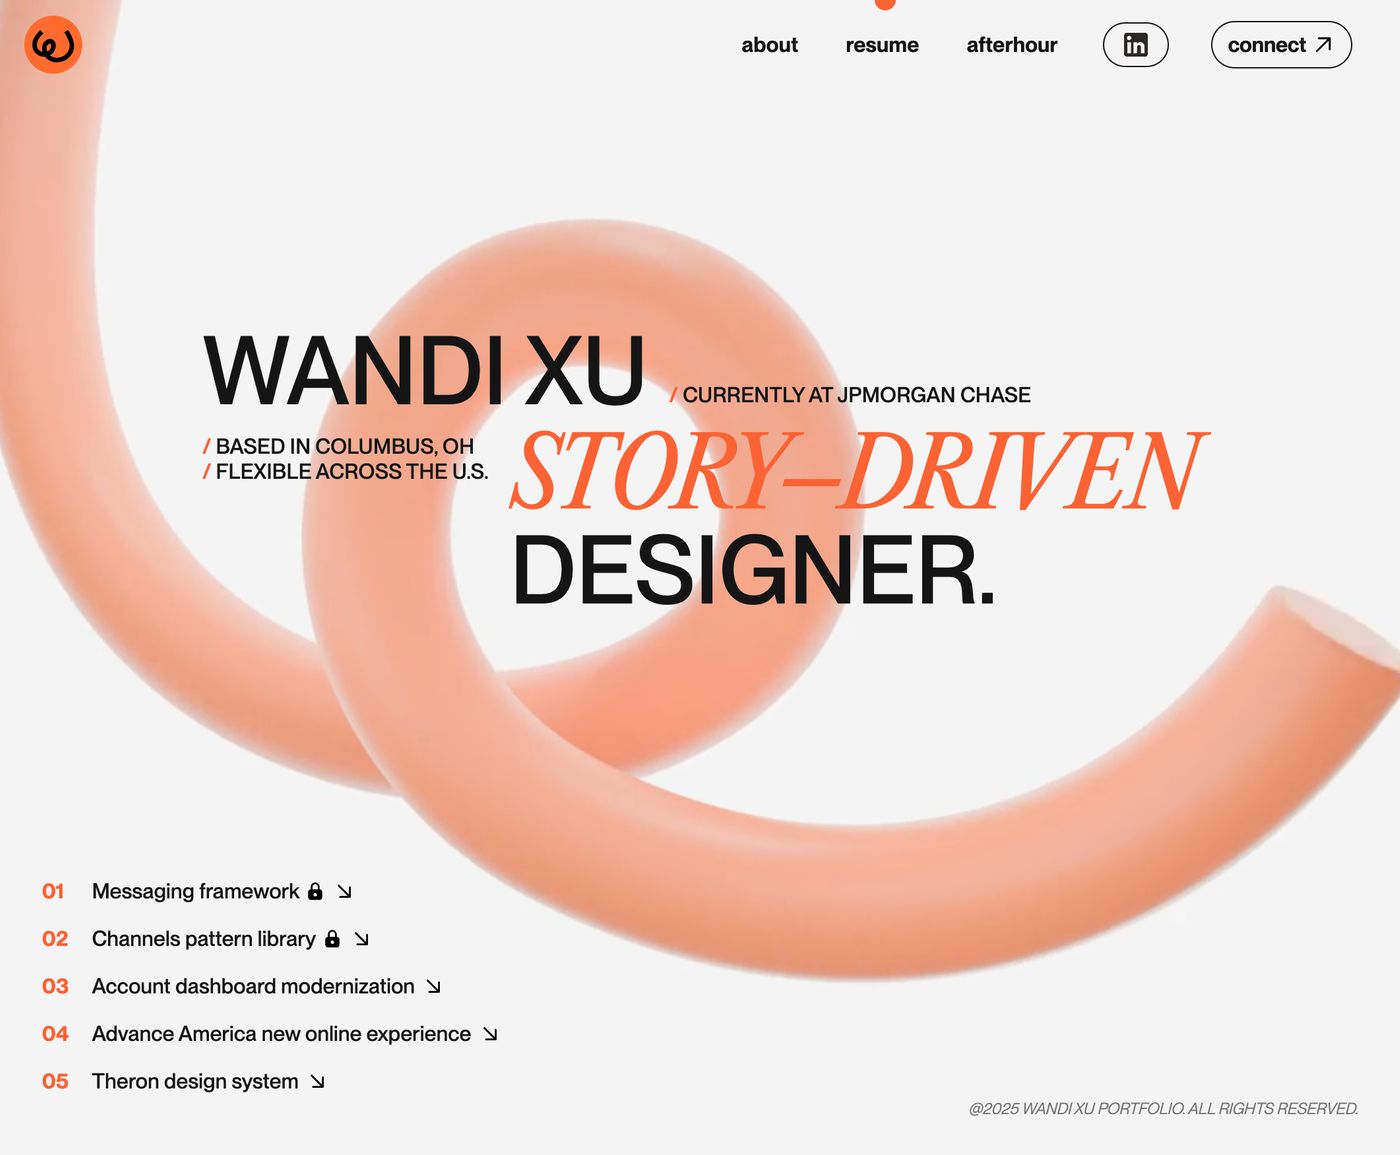 about resume afterhour in connect
WANDI XU / CURRENTLY AT JPMORGAN CHASE
/ BASED IN COLUMBUS, OH
/ FLEXIBLE ACROSS THE U.S.
STORY—DRIVEN
DESIGNER.
01 Messaging framework
02 Channels pattern library
03 Account dashboard modernization
04 Advance America new online experience
05 Theron design system
@2025 WANDI XU PORTFOLIO. ALL RIGHTS RESERVED.